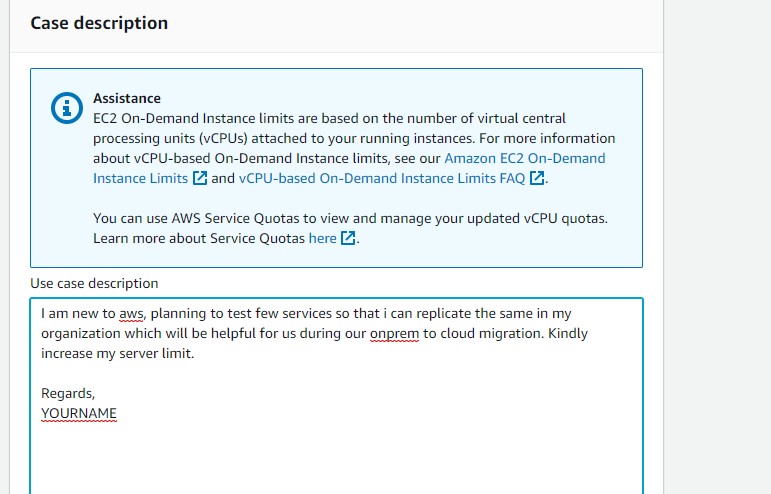 Case description
Assistance
EC2 On-Demand Instance limits are based on the number of virtual central
processing units (vCPUs) attached to your running instances. For more information
about vCPU-based On-Demand Instance limits, see our Amazon EC2 On-Demand
Instance Limits and vCPU-based On-Demand Instance Limits FAQ.
You can use AWS Service Quotas to view and manage your updated vCPU quotas.
Learn more about Service Quotas here.
Use case description
I am new to aws, planning to test few services so that i can replicate the same in my
organization which will be helpful for us during our onprem to cloud migration. Kindly
increase my server limit.
Regards,
YOURNAME